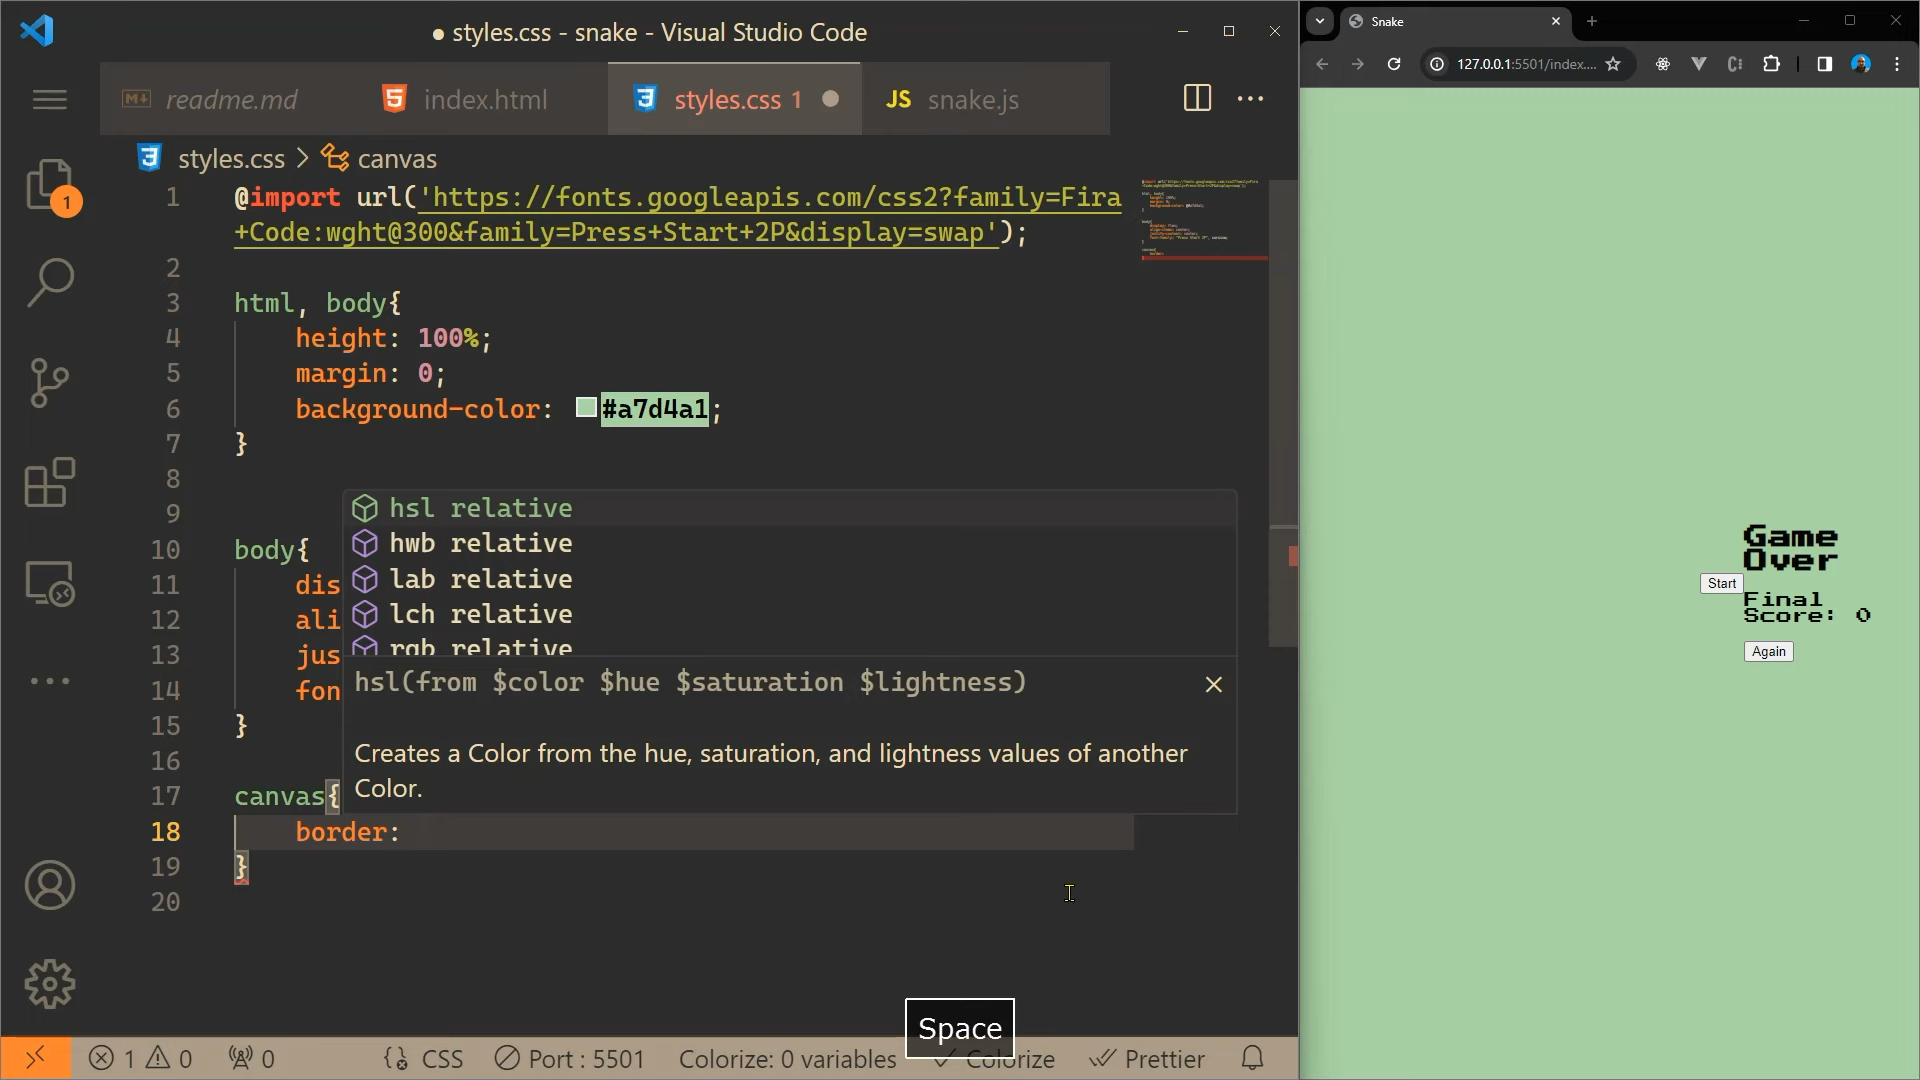 styles.css - snake - Visual Studio Code
readme.md
index.html
styles.css 1
JS snake.js
styles.css > canvas
1 @import url('https://fonts.googleapis.com/css2?family=Fira
+Code:wght@300&family=Press+Start+2P&display=swap');
2
3 html, body{
4 height: 100%;
5 margin: 0;
6 background-color: #a7d4a1;
7 }
8
9
10 body{
11 dis
12 ali
13 jus
14 fon
15 }
16
17 canvas{
18 border:
19 }
20
hsl relative
hwb relative
lab relative
lch relative
rgb relative
hsl(from $color $hue $saturation $lightness)
Creates a Color from the hue, saturation, and lightness values of another
Color.
1
Space
1 0 0 CSS Port : 5501 Colorize: 0 variables Colorize Prettier
Snake
127.0.0.1:5501/index....
Game
Over
Start
Final
Score: 0
Again